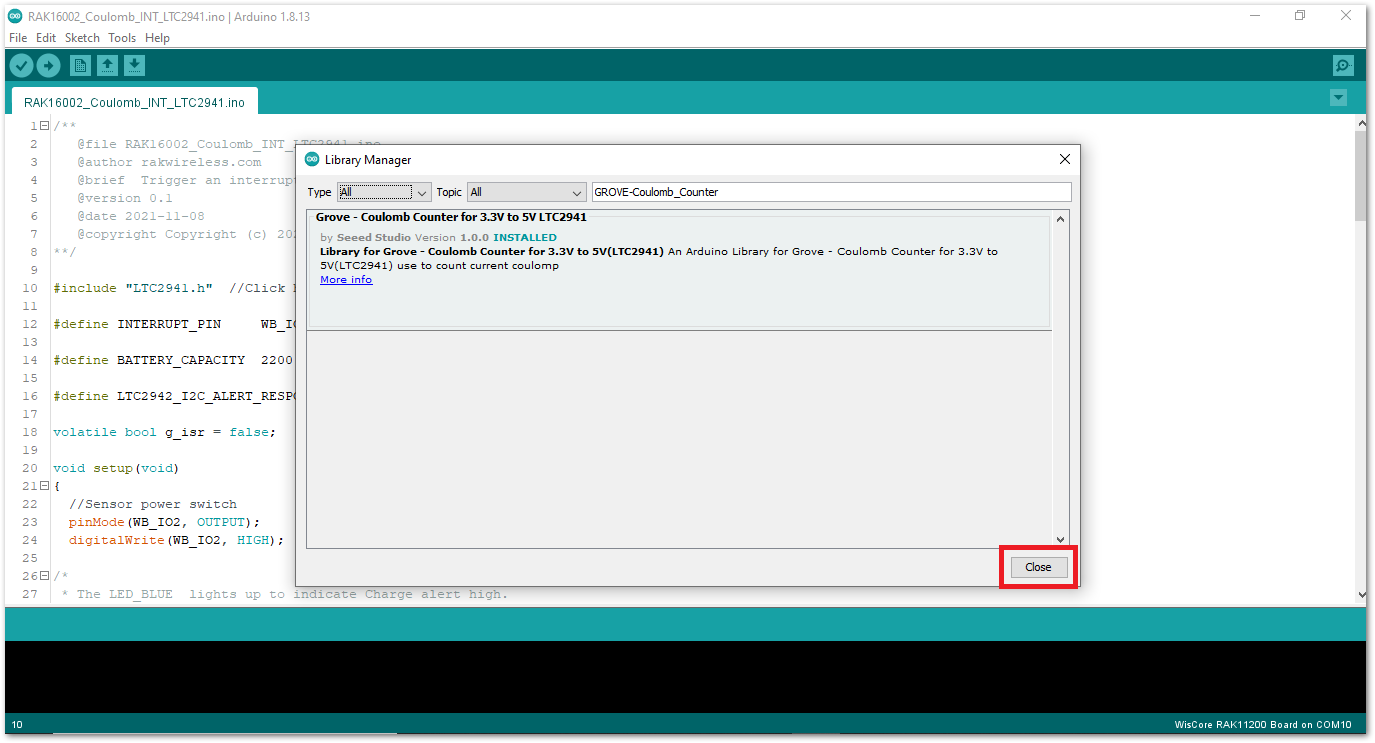 RAK16002_Coulomb_INT_LTC2941.ino | Arduino 1.8.13
File Edit Sketch Tools Help
RAK16002_Coulomb_INT_LTC2941.ino
1 /**
2 @file RAK16002_Coulomb_INT_LTC2941.ino
3 @author rakwireless.com
4 @brief Trigger an interrupt
5 @version 0.1
6 @date 2021-11-08
7 @copyright Copyright (c) 202
8 **/
9
10 #include "LTC2941.h" //Click
11
12 #define INTERRUPT_PIN WB_IO
13
14 #define BATTERY_CAPACITY 2200
15
16 #define LTC2942_I2C_ALERT_RESPO
17
18 volatile bool g_isr = false;
19
20 void setup(void)
21 {
22 //Sensor power switch
23 pinMode(WB_IO2, OUTPUT);
24 digitalWrite(WB_IO2, HIGH);
25
26 /*
27 * The LED_BLUE lights up to indicate Charge alert high.
Library Manager
Type All Topic All GROVE-Coulomb_Counter
Grove - Coulomb Counter for 3.3V to 5V LTC2941
by Seeed Studio Version 1.0.0 INSTALLED
Library for Grove - Coulomb Counter for 3.3V to 5V(LTC2941) An Arduino Library for Grove - Coulomb Counter for 3.3V to
5V(LTC2941) use to count current coulomp
More info
Close
10 WisCore RAK11200 Board on COM10